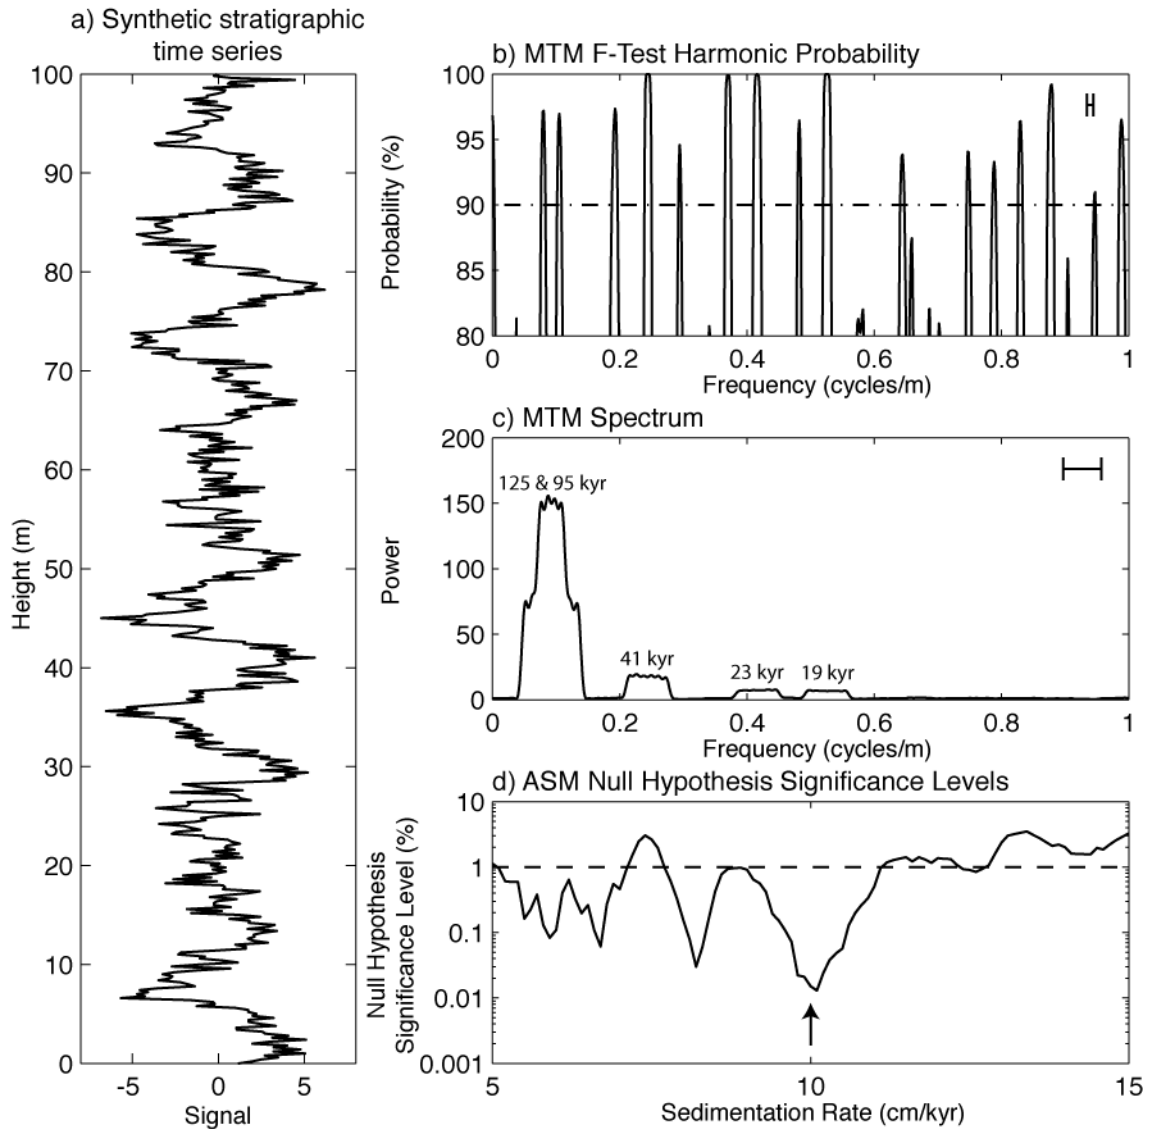 a) Synthetic stratigraphic
time series
100
90
80
70
60
50
40
30
20
10
0
Height (m)
-5 0 5
Signal
b) MTM F-Test Harmonic Probability
100
95
90
85
80
Probability (%)
0 0.2 0.4 0.6 0.8 1
Frequency (cycles/m)
c) MTM Spectrum
200
150
100
50
0
Power
125 & 95 kyr
41 kyr
23 kyr
19 kyr
0 0.2 0.4 0.6 0.8 1
Frequency (cycles/m)
d) ASM Null Hypothesis Significance Levels
10
1
0.1
0.01
0.001
Null Hypothesis
Significance Level (%)
5 10 15
Sedimentation Rate (cm/kyr)